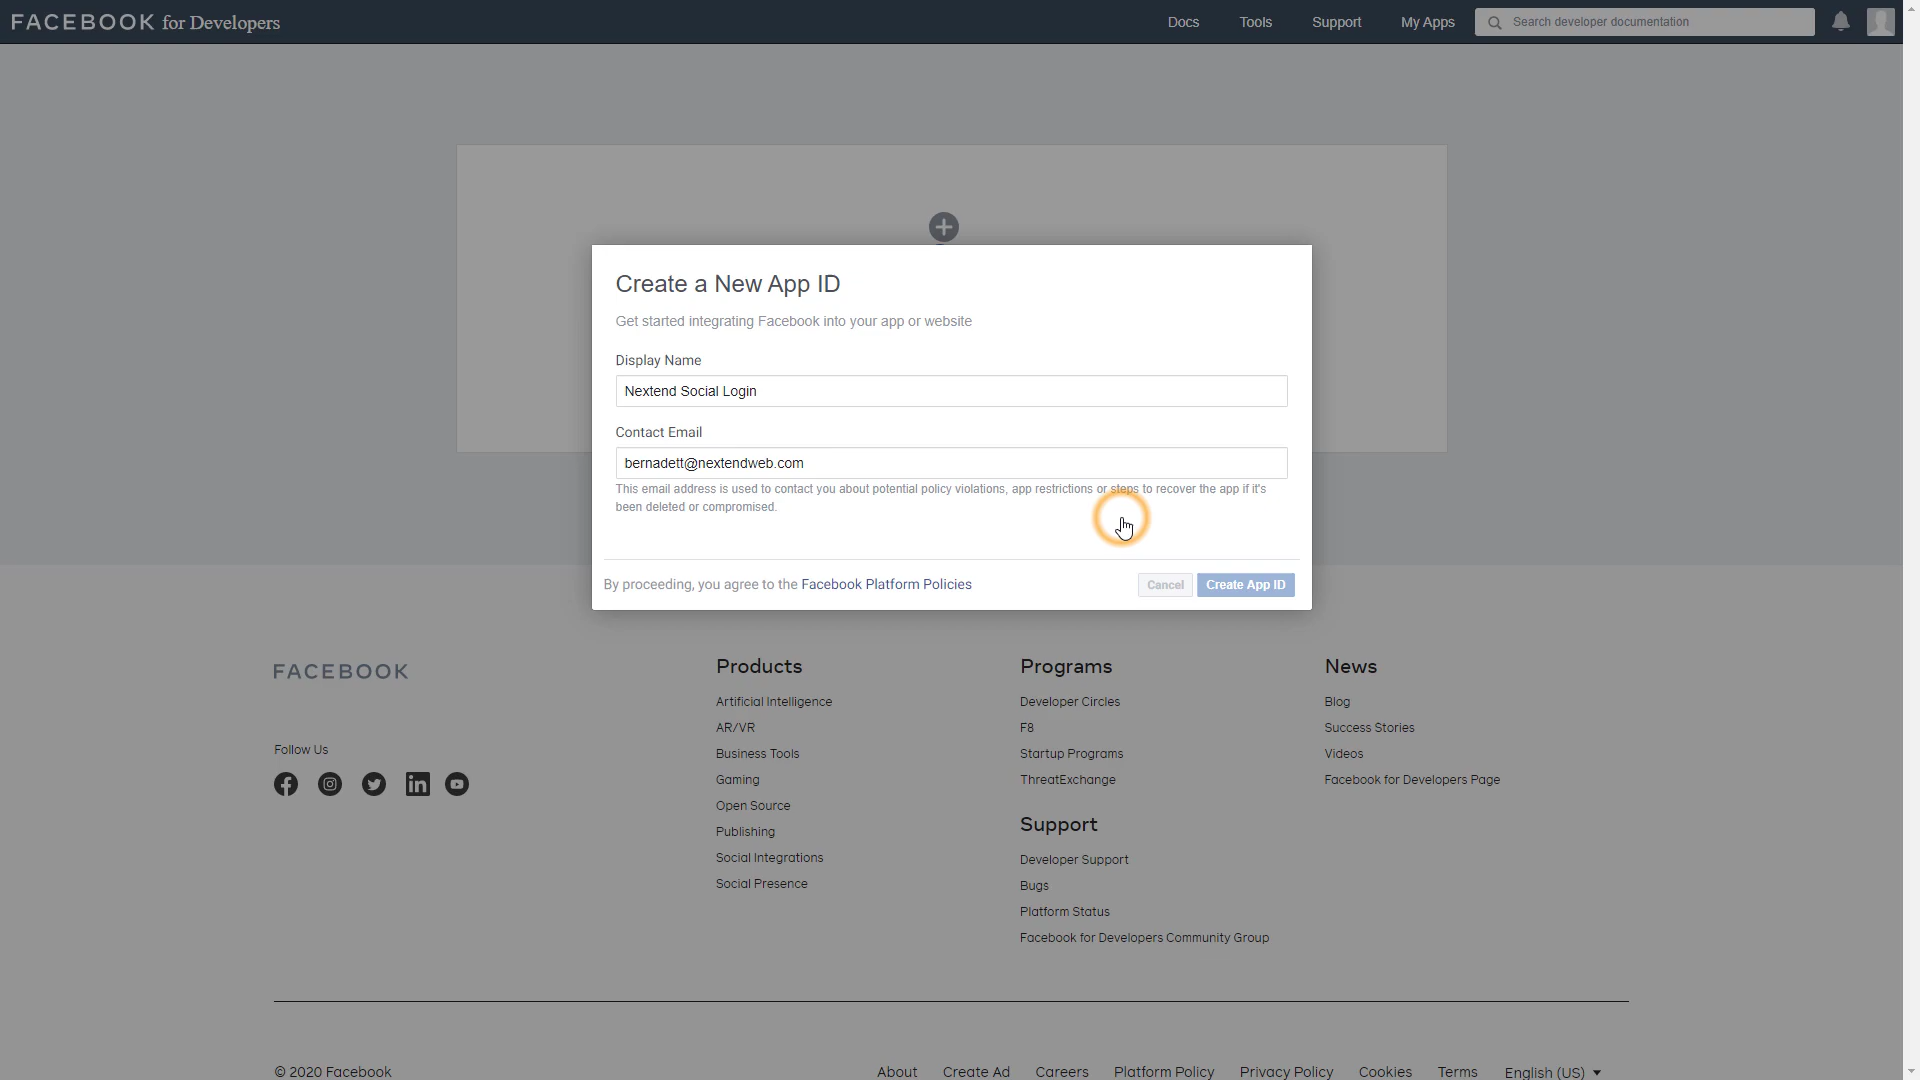 FACEBOOK for Developers
Docs
Tools
Support
My Apps
Search developer documentation
Create a New App ID
Get started integrating Facebook into your app or website
Display Name
Nextend Social Login
Contact Email
bernadett@nextendweb.com
This email address is used to contact you about potential policy violations, app restrictions or steps to recover the app if it's
been deleted or compromised.
By proceeding, you agree to the Facebook Platform Policies
Cancel
Create App ID
FACEBOOK
Follow Us
Products
Artificial Intelligence
AR/VR
Business Tools
Gaming
Open Source
Publishing
Social Integrations
Social Presence
Programs
Developer Circles
F8
Startup Programs
ThreatExchange
Support
Developer Support
Bugs
Platform Status
Facebook for Developers Community Group
News
Blog
Success Stories
Videos
Facebook for Developers Page
© 2020 Facebook
About
Create Ad
Careers
Platform Policy
Privacy Policy
Cookies
Terms
English (US)